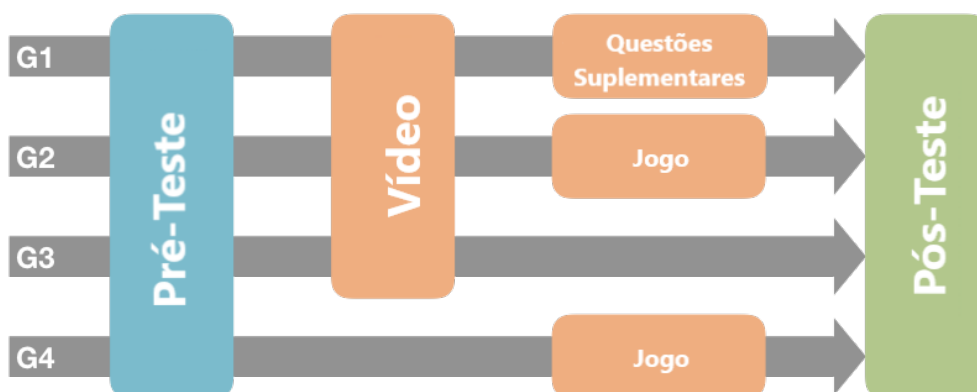 G1
G2
G3
G4
Pré-Teste
Vídeo
Questões
Suplementares
Jogo
Jogo
Pós-Teste